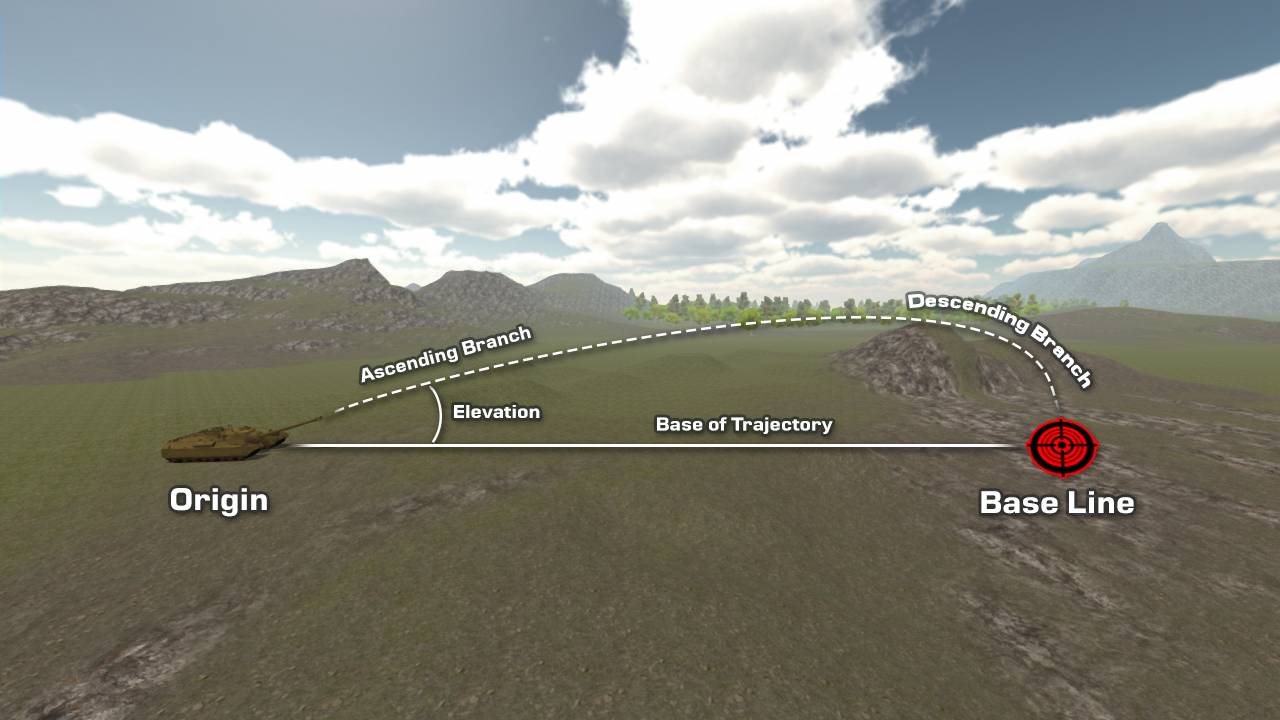 Descending Branch
Ascending Branch
Elevation
Base of Trajectory
Origin
Base Line